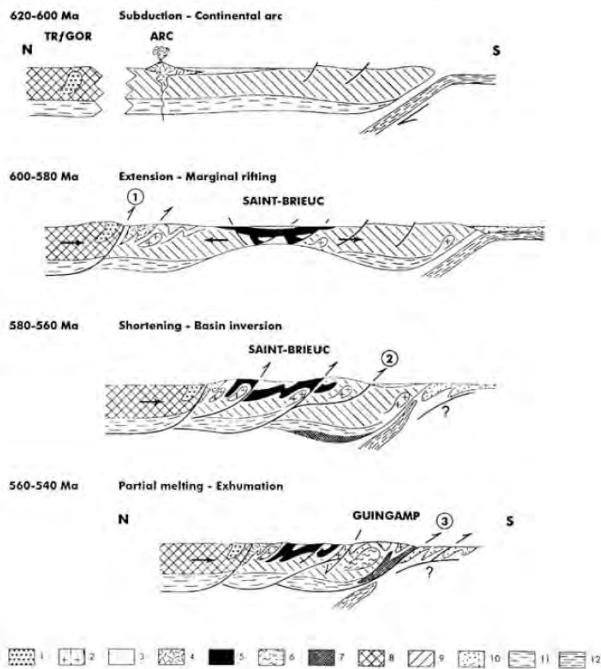 620-600 Ma Subduction - Continental arc
TRƒGOR ARC
N S
600-580 Ma Extension - Marginal rifting
1
SAINT-BRIEUC
580-560 Ma Shortening - Basin inversion
SAINT-BRIEUC
2
?
560-540 Ma Partial melting - Exhumation
N GUINGAMP 3 S
?
1 2 3 4 5 6 7 8 9 10 11 12